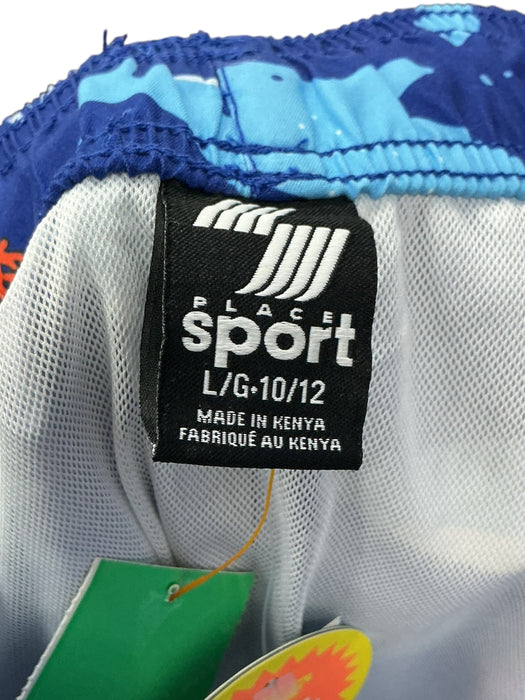 PLACE
sport
L/G•10/12
MADE IN KENYA
FABRIQUÉ AU KENYA